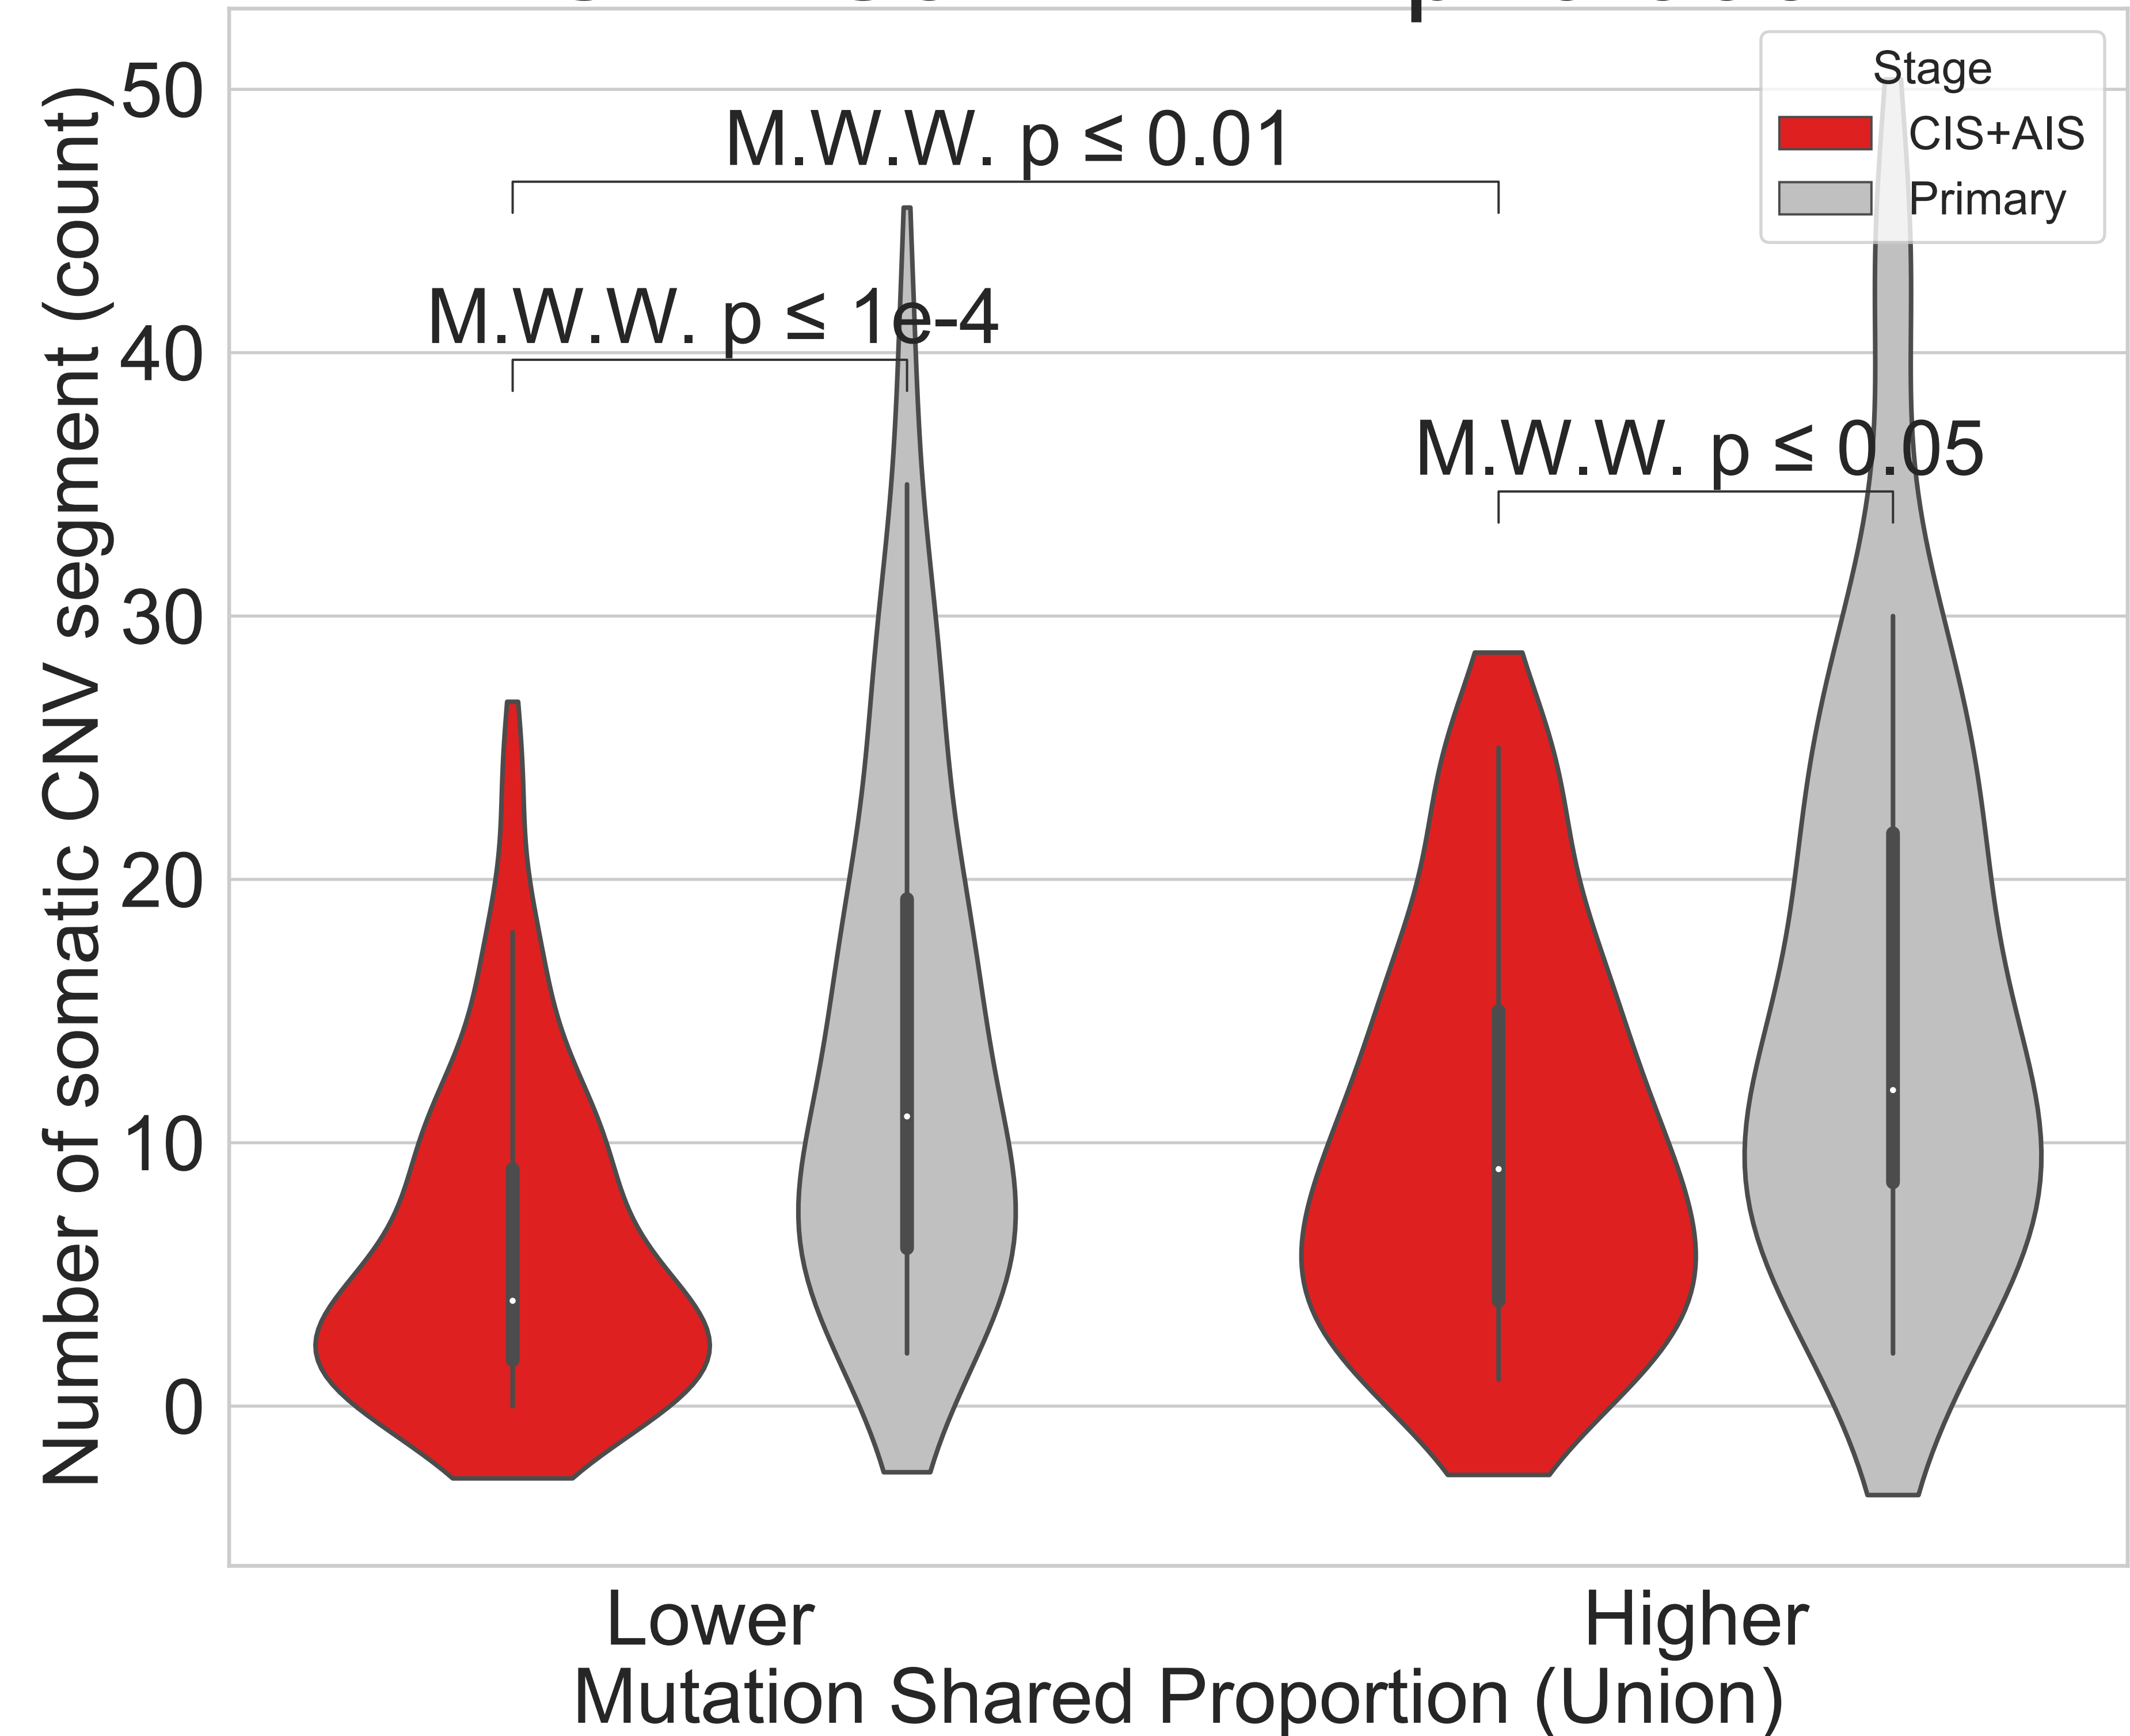 Number of somatic CNV segment (count)
50
40
30
20
10
0
M.W.W. p ≤ 0.01
M.W.W. p ≤ 1e-4
M.W.W. p ≤ 0.05
Stage
CIS+AIS
Primary
Lower
Higher
Mutation Shared Proportion (Union)